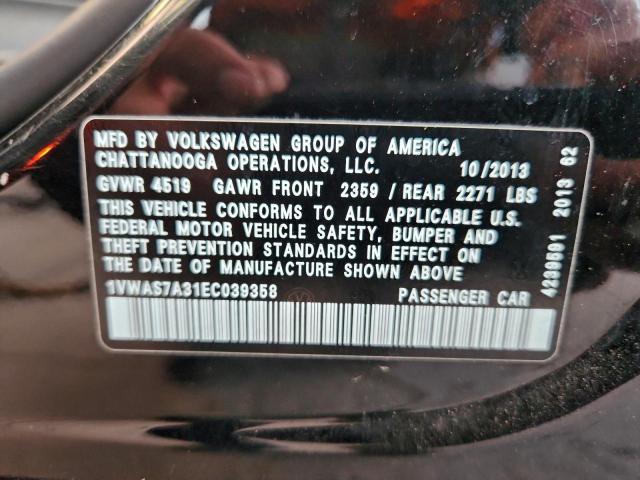 MFD BY VOLKSWAGEN GROUP OF AMERICA
CHATTANOOGA OPERATIONS, LLC. 10/2013
GVWR 4519 GAWR FRONT 2359 / REAR 2271 LBS
THIS VEHICLE CONFORMS TO ALL APPLICABLE U.S.
FEDERAL MOTOR VEHICLE SAFETY, BUMPER AND
THEFT PREVENTION STANDARDS IN EFFECT ON
THE DATE OF MANUFACTURE SHOWN ABOVE
1VWAS7A31EC039358 PASSENGER CAR
4239591 2013 62